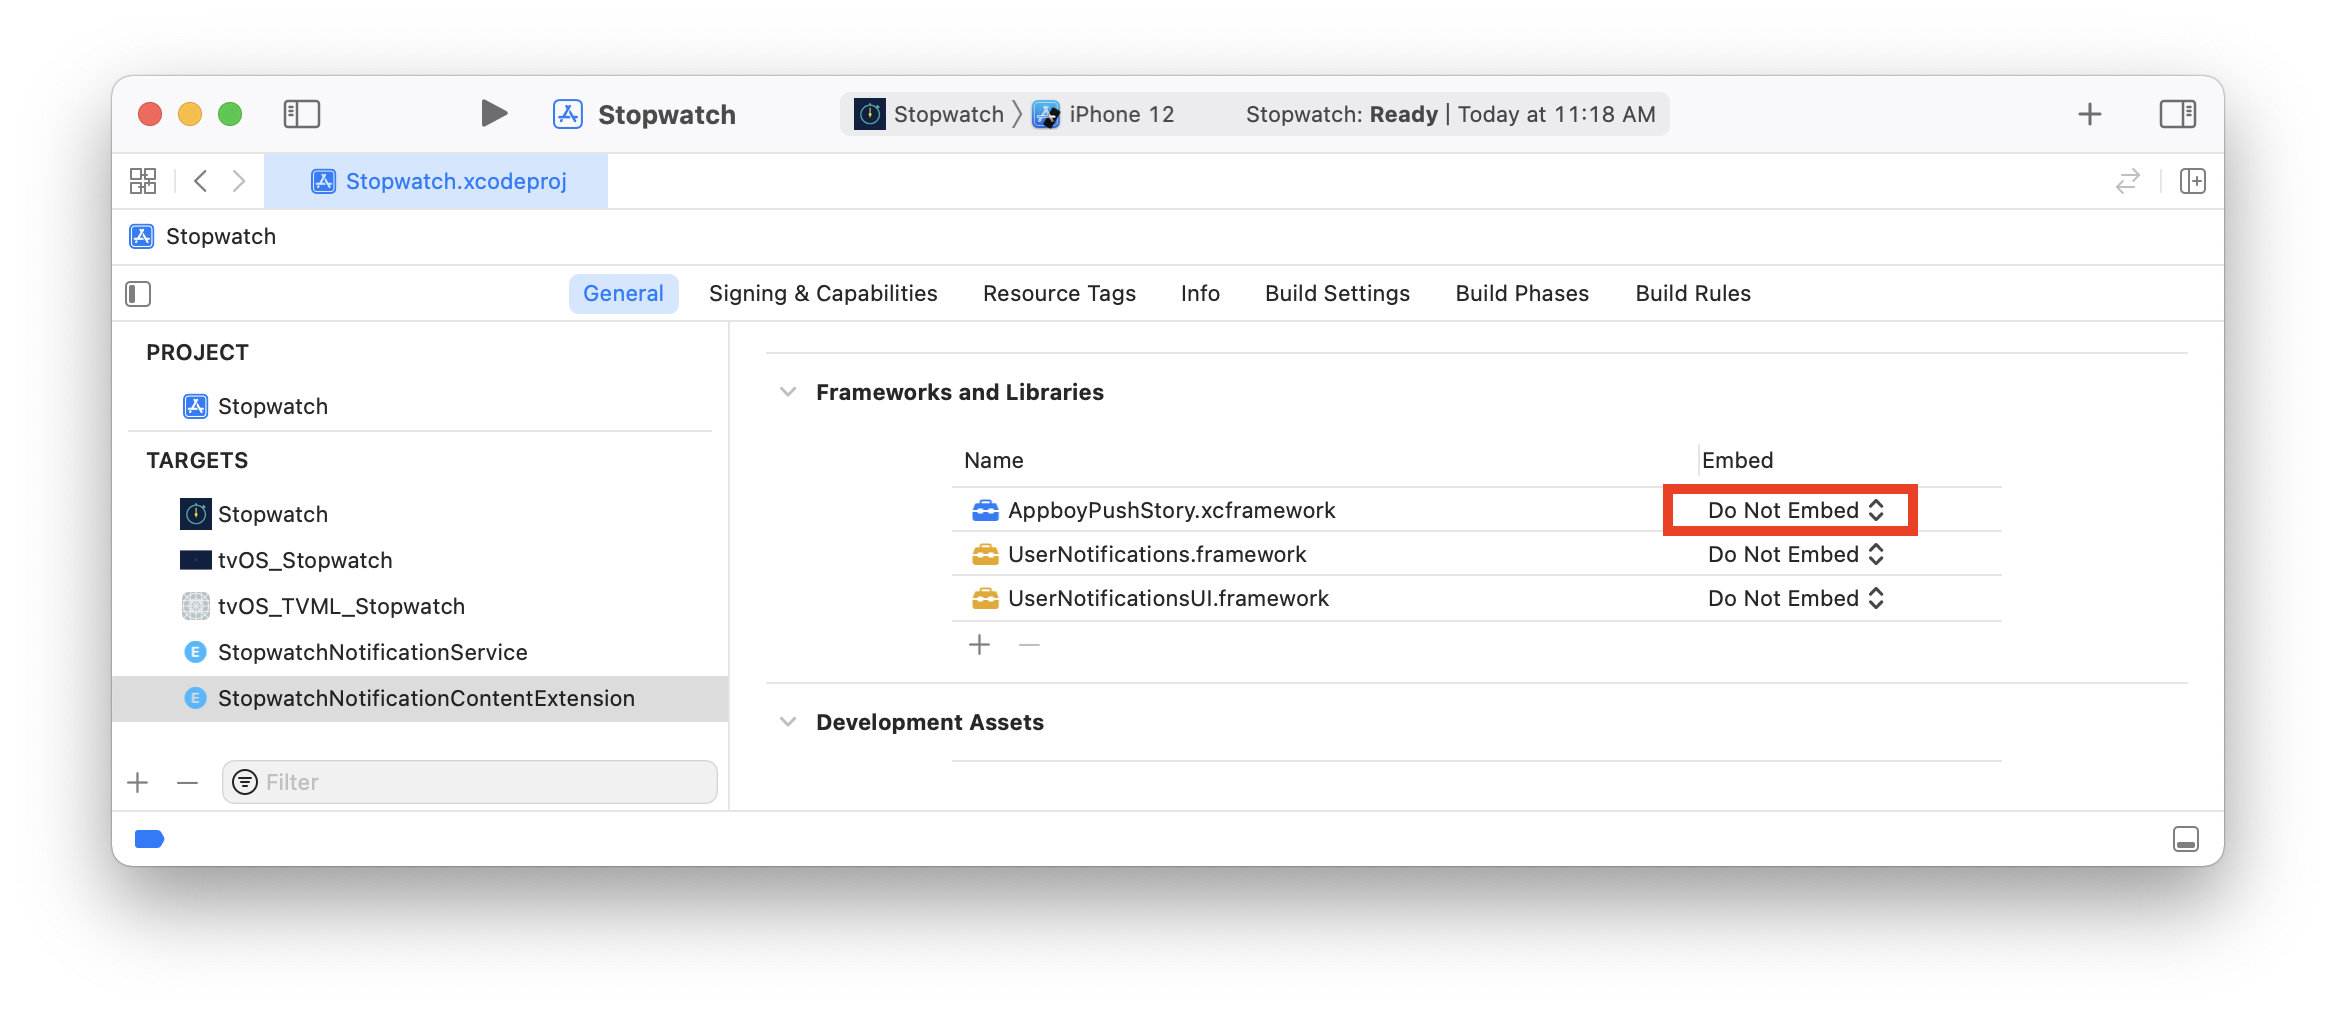 Stopwatch
Stopwatch 〉 iPhone 12 Stopwatch: Ready | Today at 11:18 AM
Stopwatch.xcodeproj
Stopwatch
General Signing & Capabilities Resource Tags Info Build Settings Build Phases Build Rules
PROJECT
Stopwatch
TARGETS
Stopwatch
tvOS_Stopwatch
tvOS_TVML_Stopwatch
E StopwatchNotificationService
E StopwatchNotificationContentExtension
Filter
Frameworks and Libraries
Name Embed
AppboyPushStory.xcframework Do Not Embed
UserNotifications.framework Do Not Embed
UserNotificationsUI.framework Do Not Embed
Development Assets